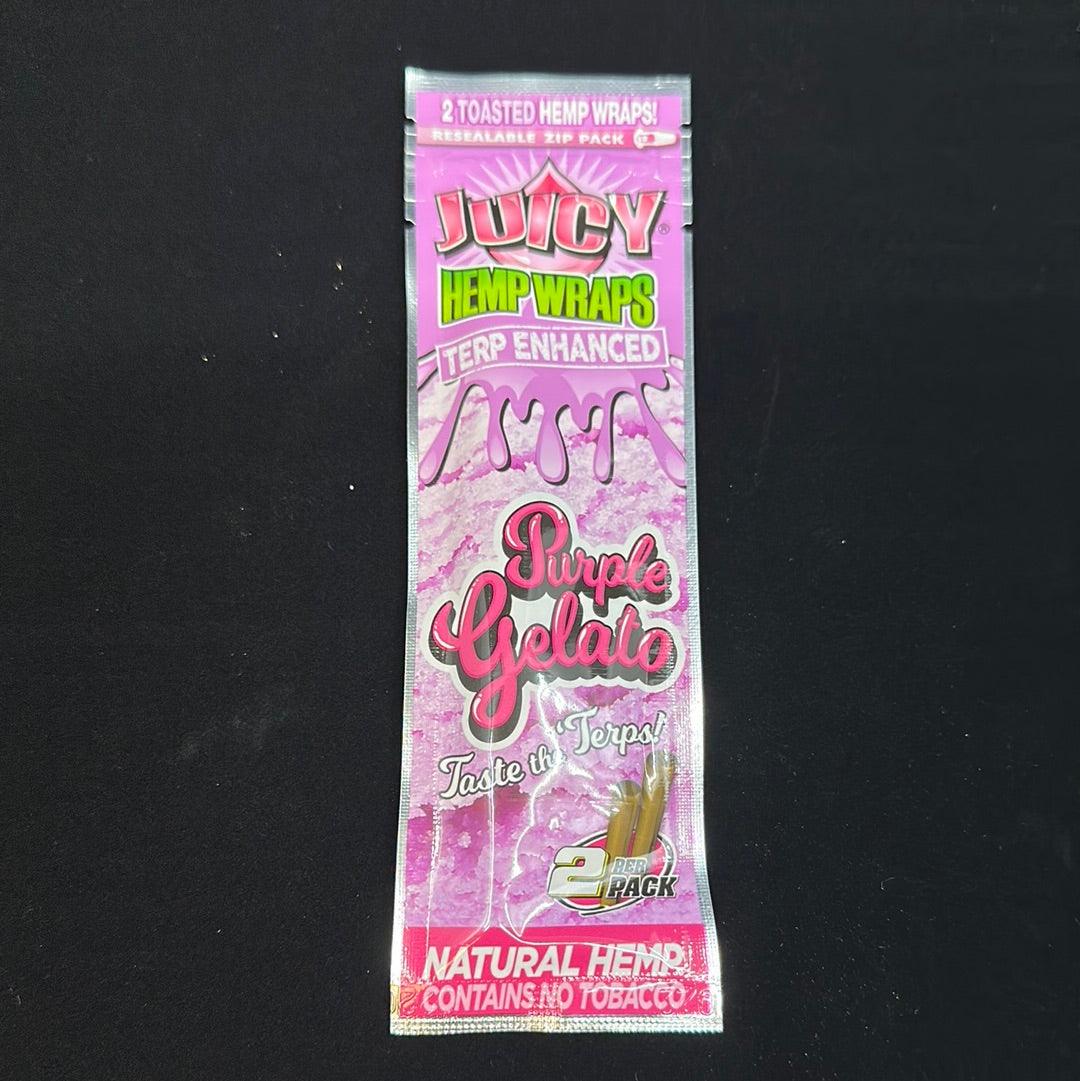 2 TOASTED HEMP WRAPS!
RESEALABLE ZIP PACK
JUICY®
HEMP WRAPS
TERP ENHANCED
Purple
Gelato
Taste the Terps!
2 PER
PACK
NATURAL HEMP
CONTAINS NO TOBACCO